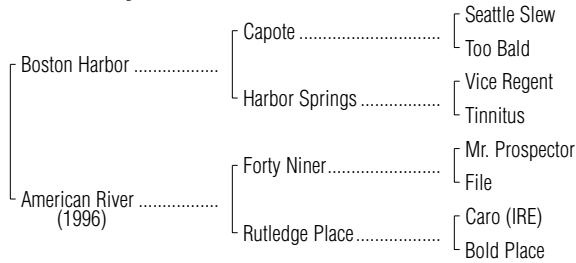 Seattle Slew
Capote ......................................
Too Bald
Boston Harbor ..................
Vice Regent
Harbor Springs .....................
Tinnitus
Mr. Prospector
Forty Niner..........................
File
American River .................
(1996)
Caro (IRE)
Rutledge Place......................
Bold Place